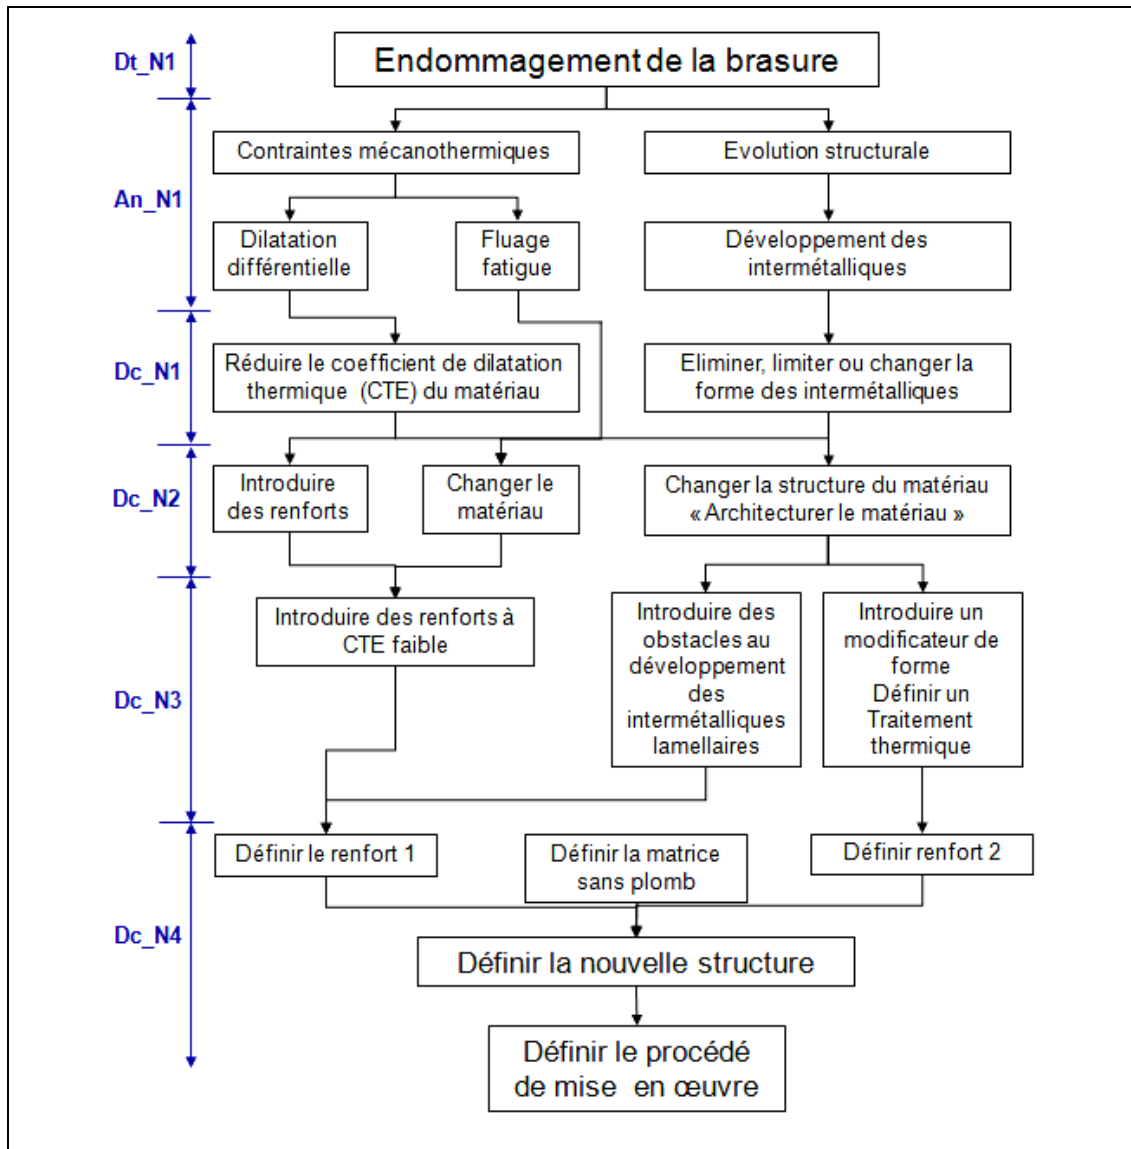 Dt_N1
Endommagement de la brasure
An_N1
Contraintes mécanothermiques
Evolution structurale
Dilatation
différentielle
Fluage
fatigue
Développement des
intermétalliques
Dc_N1
Réduire le coefficient de dilatation
thermique (CTE) du matériau
Eliminer, limiter ou changer la
forme des intermétalliques
Dc_N2
Introduire
des renforts
Changer le
matériau
Changer la structure du matériau
« Architecturer le matériau »
Dc_N3
Introduire des renforts à
CTE faible
Introduire des
obstacles au
développement
des
intermétalliques
lamellaires
Introduire un
modificateur de
forme
Définir un
Traitement
thermique
Dc_N4
Définir le renfort 1
Définir la matrice
sans plomb
Définir renfort 2
Définir la nouvelle structure
Définir le procédé
de mise en œuvre